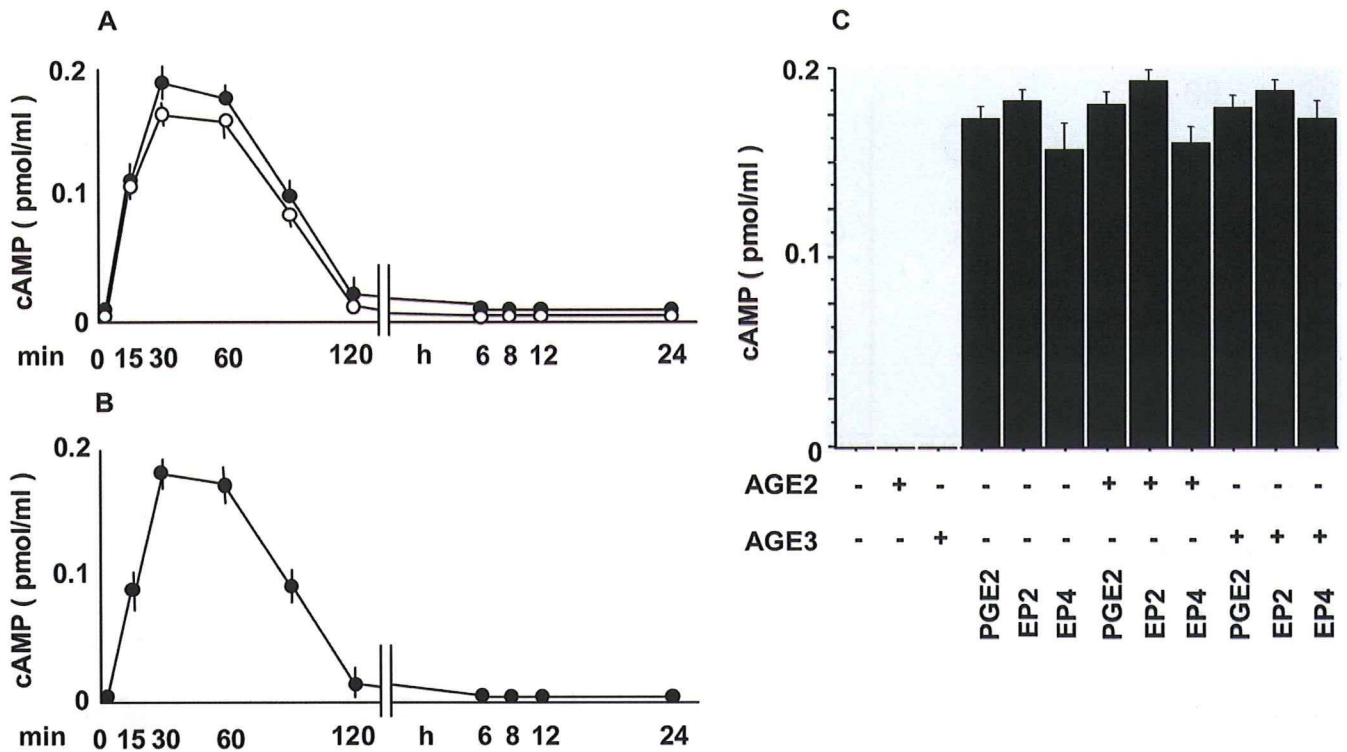 A
0.2
0.1
0
cAMP ( pmol/ml )
min 0 15 30 60 120 h 6 8 12 24
B
0.2
0.1
0
cAMP ( pmol/ml )
min 0 15 30 60 120 h 6 8 12 24
C
0.2
0.1
0
cAMP ( pmol/ml )
AGE2 - + - - - - + + + - - -
AGE3 - - + - - - - - - + + +
PGE2 EP2 EP4 PGE2 EP2 EP4 PGE2 EP2 EP4